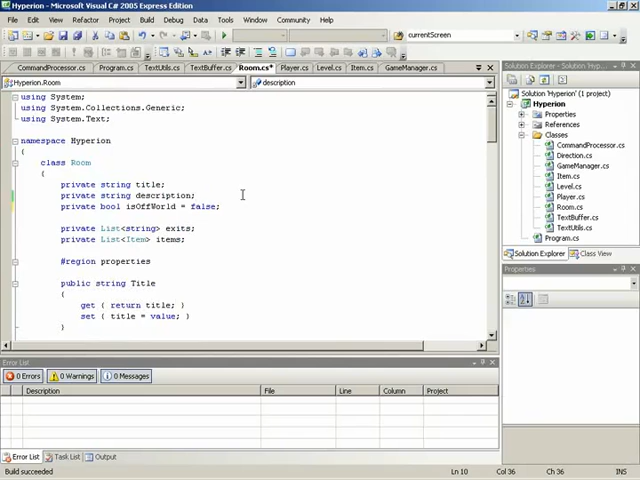 Hyperion - Microsoft Visual C# 2005 Express Edition
File Edit View Refactor Project Build Debug Data Tools Window Community Help
currentScreen
CommandProcessor.cs Program.cs TextUtils.cs TextBuffer.cs Room.cs* Player.cs Level.cs Item.cs GameManager.cs
Hyperion.Room description
using System;
using System.Collections.Generic;
using System.Text;
namespace Hyperion
{
class Room
{
private string title;
private string description;
private bool isOffWorld = false;
private List<string> exits;
private List<Item> items;
#region properties
public string Title
{
get { return title; }
set { title = value; }
}
Solution Explorer - Solution 'Hyp...
Solution 'Hyperion' (1 project)
Hyperion
Properties
References
Classes
CommandProcessor.cs
Direction.cs
GameManager.cs
Item.cs
Level.cs
Player.cs
Room.cs
TextBuffer.cs
TextUtils.cs
Program.cs
Solution Explorer Class View
Properties
Error List
0 Errors 0 Warnings 0 Messages
Description File Line Column Project
Error List Task List Output
Build succeeded Ln 10 Col 36 Ch 36